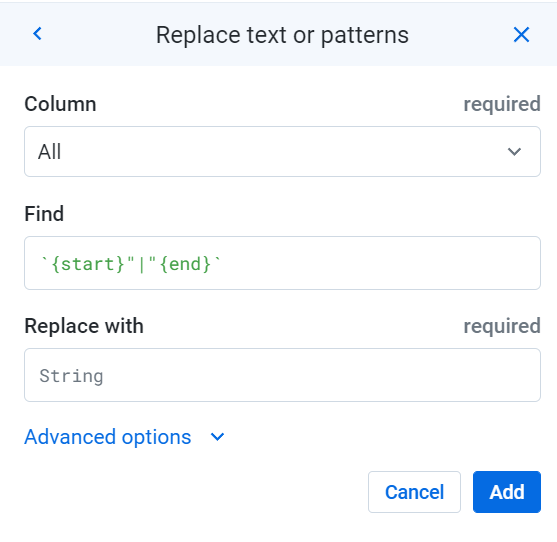 Replace text or patterns
Column required
All
Find
`{start}"|"{end}`
Replace with required
String
Advanced options
Cancel Add